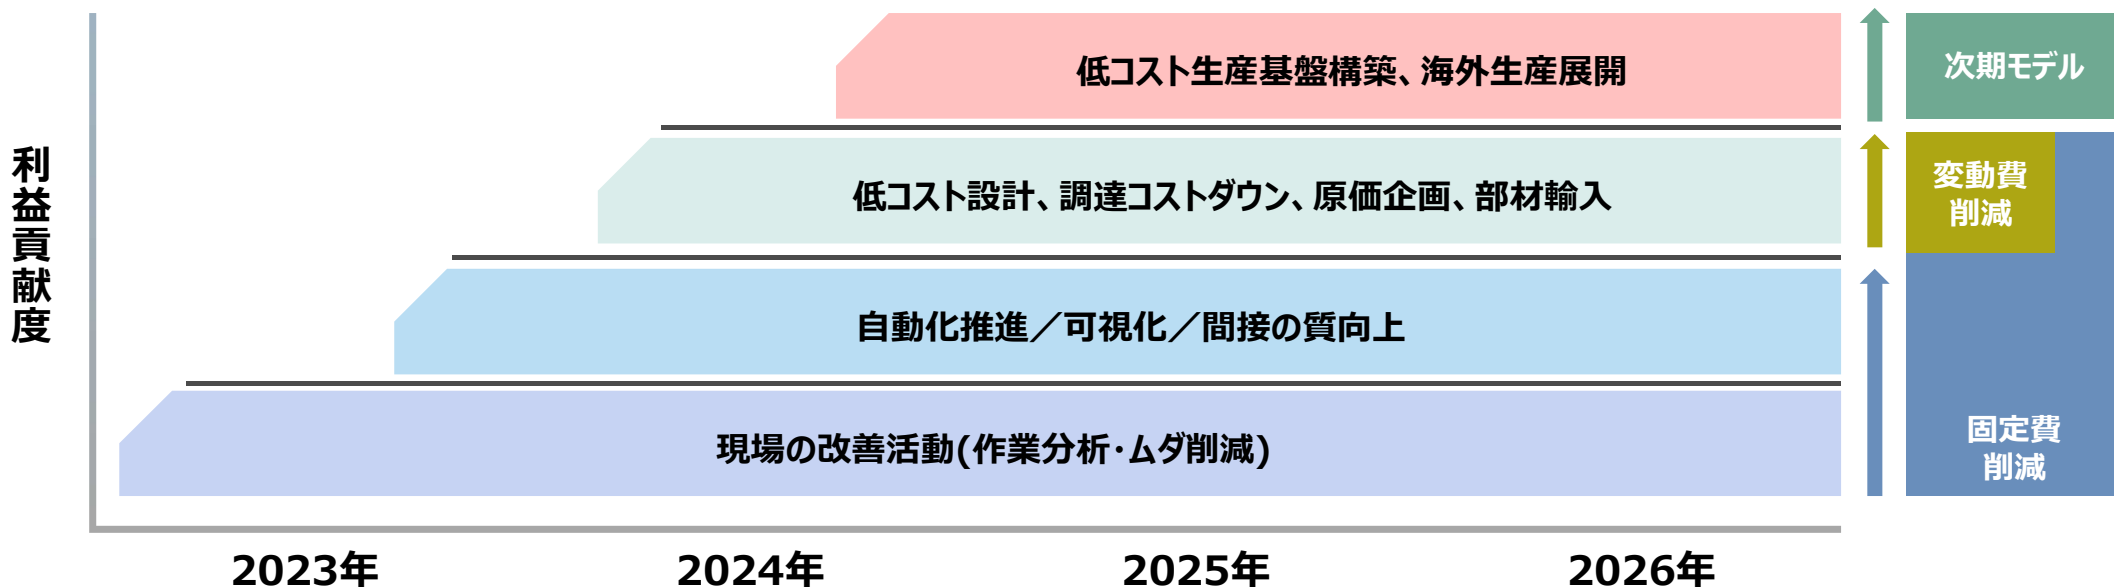 利益貢献度
低コスト生産基盤構築、海外生産展開
次期モデル
低コスト設計、調達コストダウン、原価企画、部材輸入
変動費
削減
自動化推進／可視化／間接の質向上
現場の改善活動(作業分析・ムダ削減)
固定費
削減
2023年
2024年
2025年
2026年